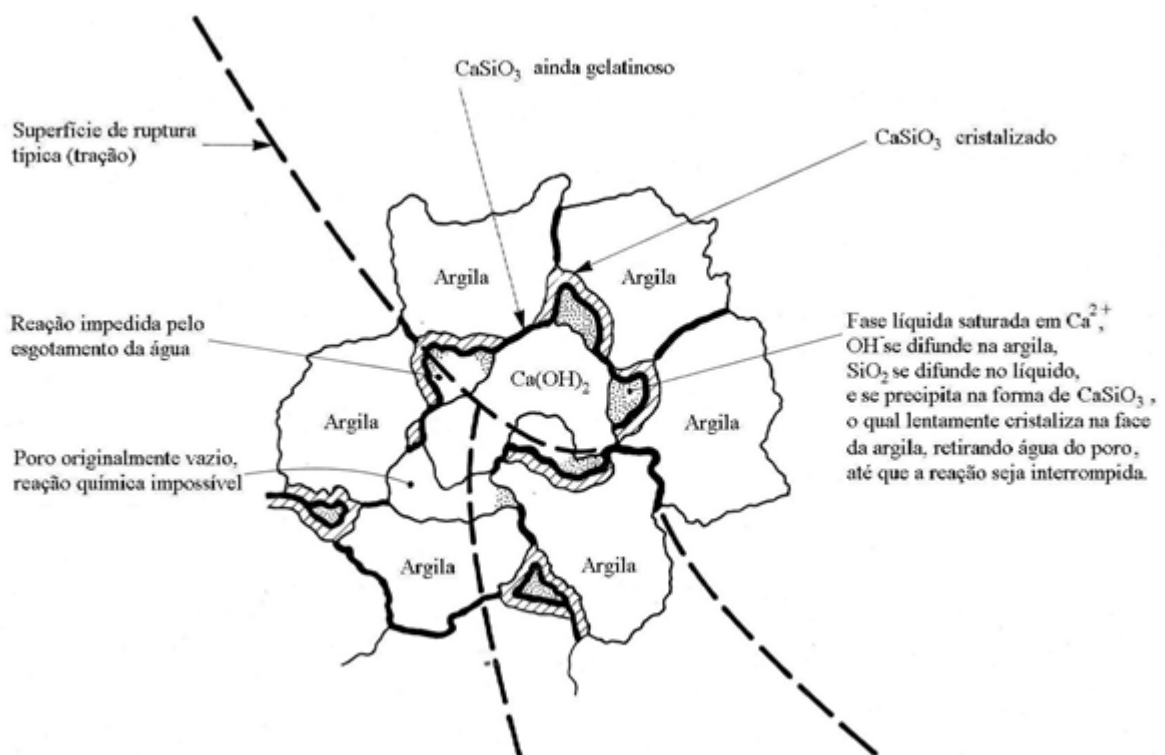 CaSiO₃ ainda gelatinoso
Superfície de ruptura
típica (tração)
CaSiO₃ cristalizado
Argila
Argila
Reação impedida pelo
esgotamento da água
Fase líquida saturada em Ca²⁺,
OH⁻se difunde na argila,
SiO₂ se difunde no líquido,
e se precipita na forma de CaSiO₃ ,
o qual lentamente cristaliza na face
da argila, retirando água do poro,
até que a reação seja interrompida.
Ca(OH)₂
Argila
Argila
Poro originalmente vazio,
reação química impossível
Argila
Argila